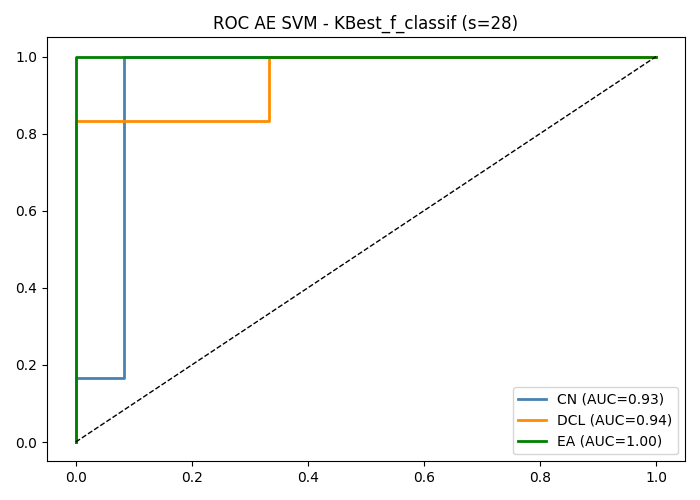 ROC AE SVM - KBest_f_classif (s=28)
1.0
0.8
0.6
0.4
0.2
0.0
0.0 0.2 0.4 0.6 0.8 1.0
CN (AUC=0.93)
DCL (AUC=0.94)
EA (AUC=1.00)